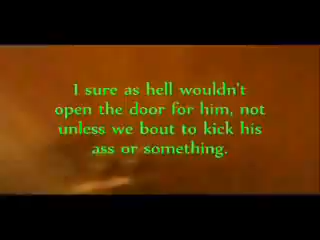 I sure as hell wouldn't
open the door for him, not
unless we bout to kick his
ass or something.